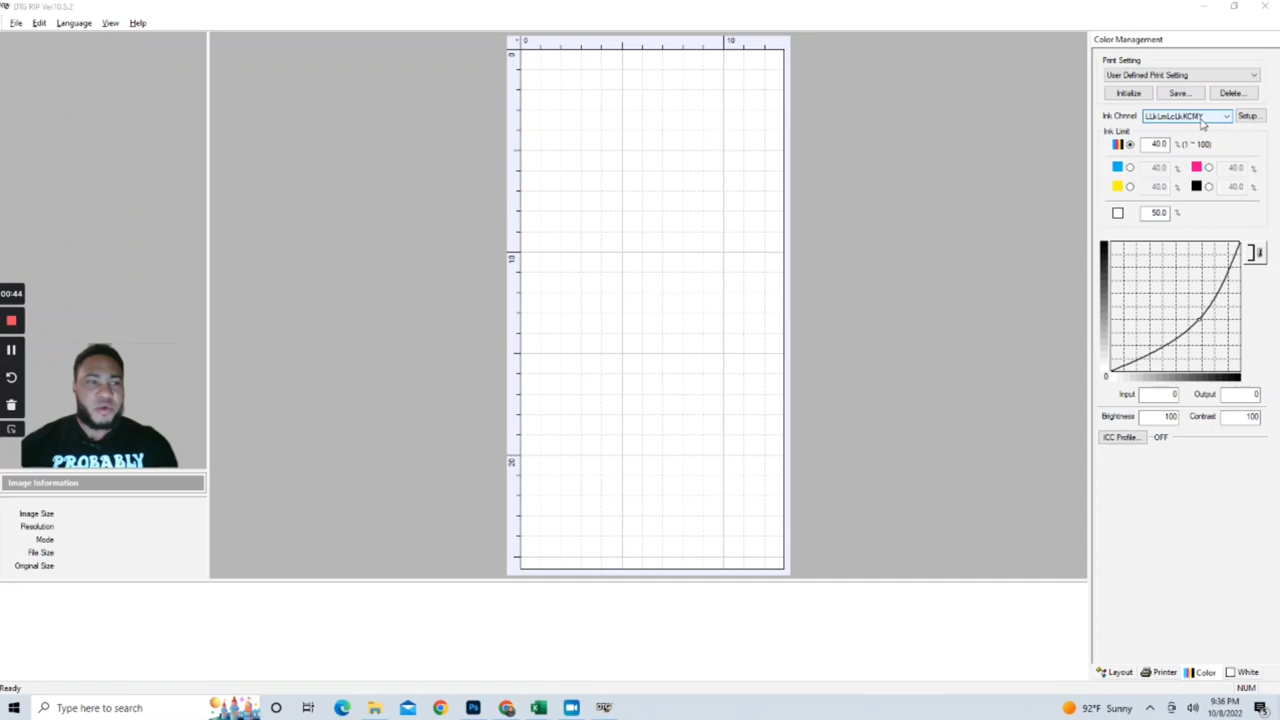 DTG RIP Ver10.5.2
File Edit Language View Help
0 10
0
10
20
Color Management
Print Setting
User Defined Print Setting
Initialize Save... Delete...
Ink Chnnel LLkLmLcLkKCMY Setup...
Ink Limit
40.0 % (1 ~ 100)
40.0 % 40.0 %
40.0 % 40.0 %
50.0 %
0
Input 0 Output 0
Brightness 100 Contrast 100
ICC Profile... OFF
00:44
PROBABLY
Image Information
Image Size
Resolution
Mode
File Size
Original Size
Layout Printer Color White
Ready NUM
Type here to search
92°F Sunny
9:36 PM
10/8/2022
5